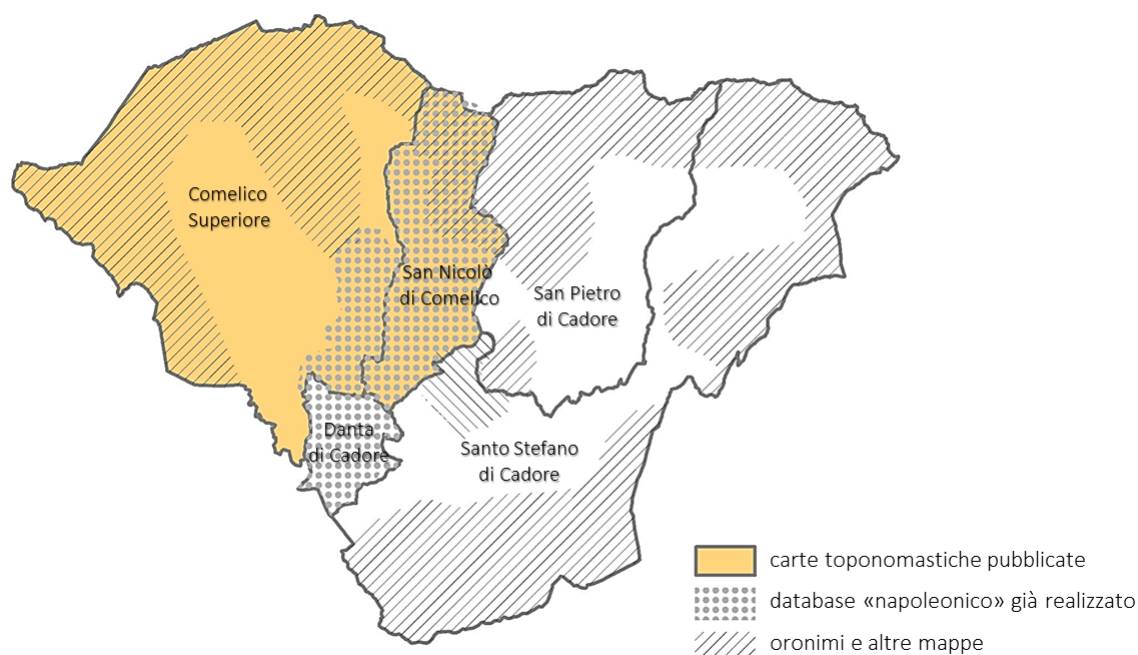 Comelico
Superiore
San Nicolò
di Comelico
San Pietro
di Cadore
Danta
di Cadore
Santo Stefano
di Cadore
carte toponomastiche pubblicate
database «napoleonico» già realizzato
oronimi e altre mappe